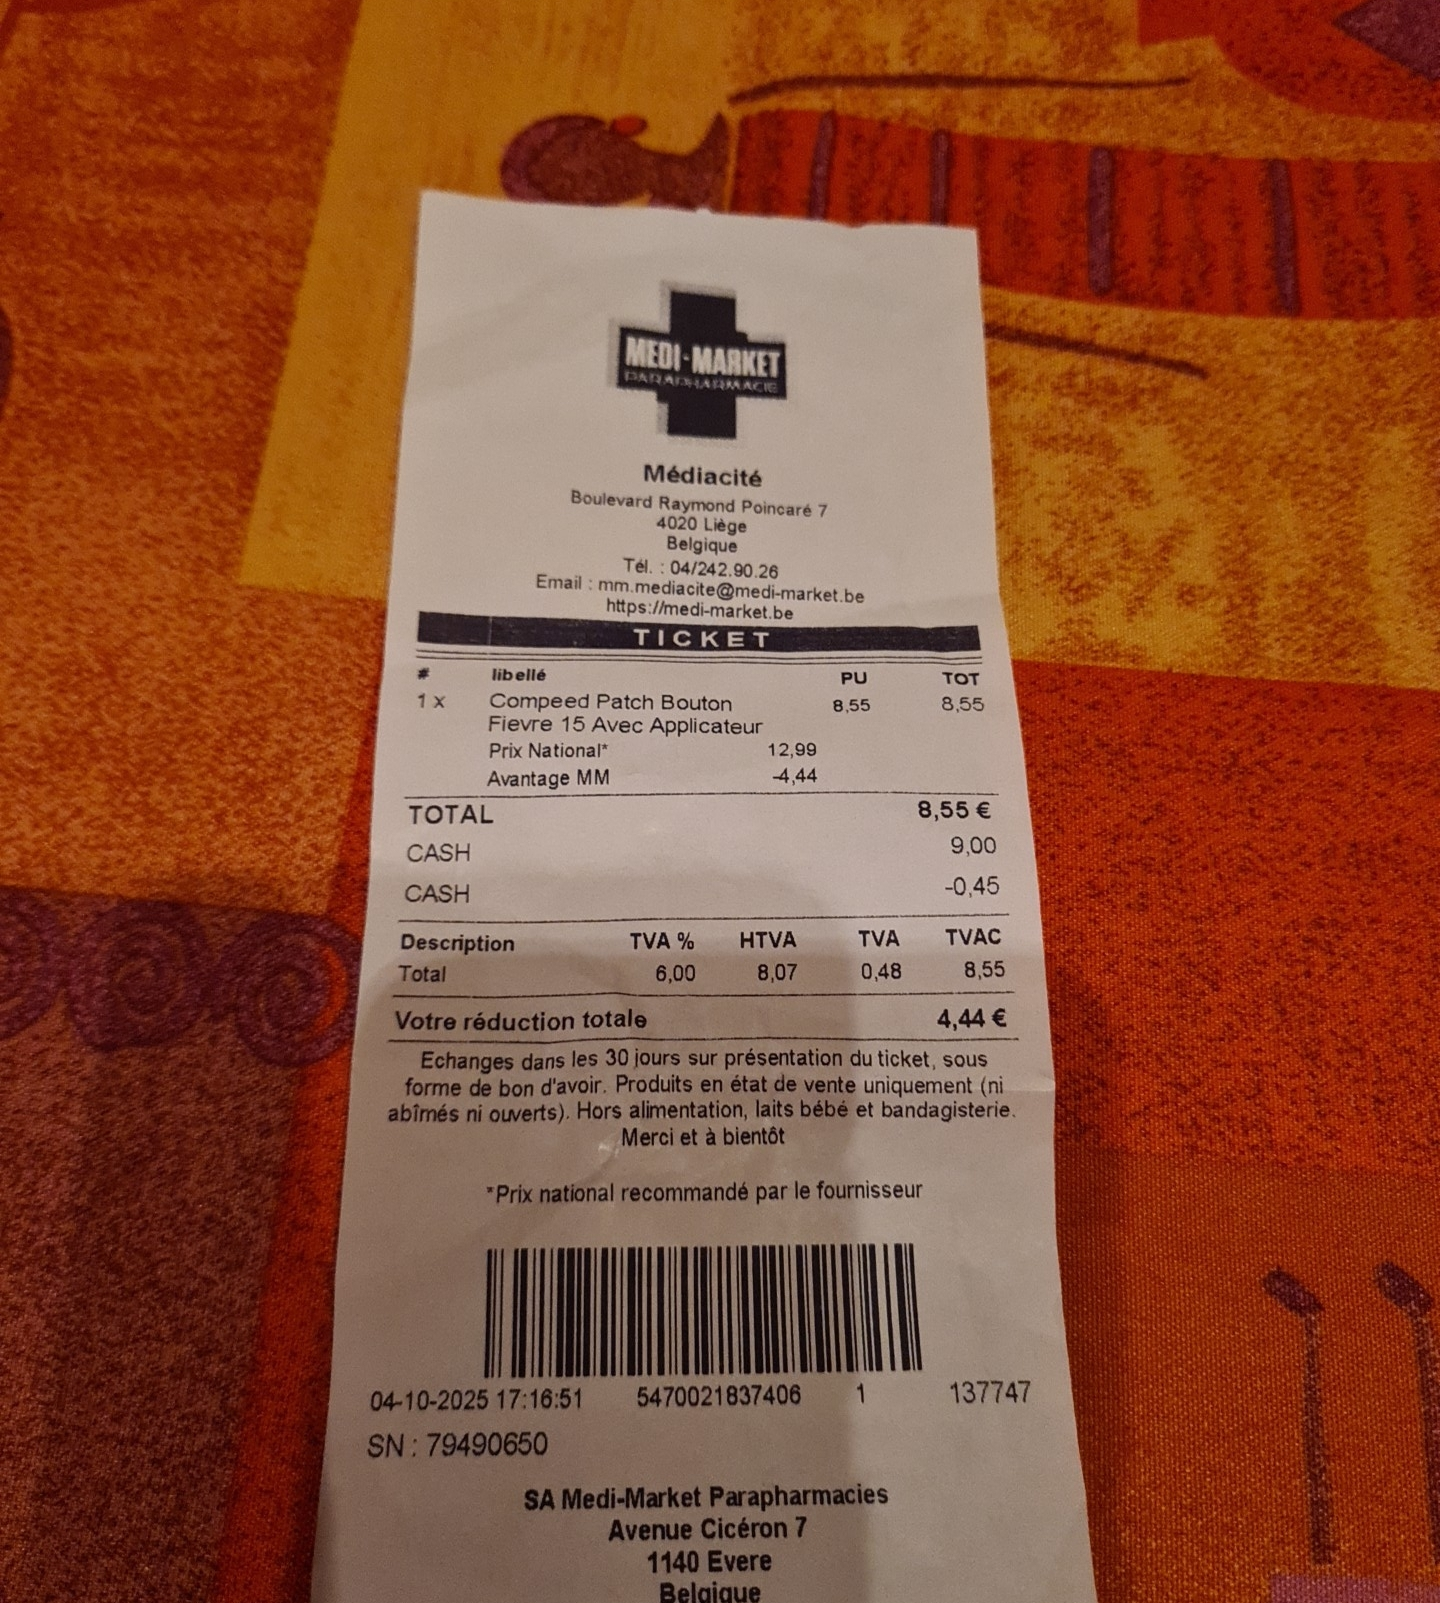 MEDI-MARKET
PARAPHARMACIE
Médiacité
Boulevard Raymond Poincaré 7
4020 Liège
Belgique
Tél. : 04/242.90.26
Email : mm.mediacite@medi-market.be
https://medi-market.be
TICKET
# libellé PU TOT
1 x Compeed Patch Bouton 8,55 8,55
Fievre 15 Avec Applicateur
Prix National* 12,99
Avantage MM -4,44
TOTAL 8,55 €
CASH 9,00
CASH -0,45
Description TVA % HTVA TVA TVAC
Total 6,00 8,07 0,48 8,55
Votre réduction totale 4,44 €
Echanges dans les 30 jours sur présentation du ticket, sous
forme de bon d'avoir. Produits en état de vente uniquement (ni
abîmés ni ouverts). Hors alimentation, laits bébé et bandagisterie.
Merci et à bientôt
*Prix national recommandé par le fournisseur
04-10-2025 17:16:51 5470021837406 1 137747
SN : 79490650
SA Medi-Market Parapharmacies
Avenue Cicéron 7
1140 Evere
Belgique